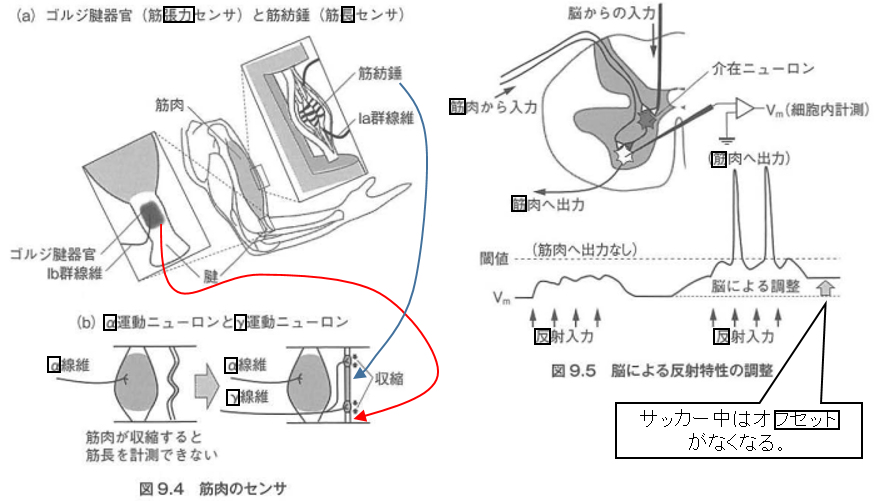 (a) ゴルジ腱器官（筋張力センサ）と筋紡錘（筋長センサ）
筋紡錘
筋肉
Ia群線維
ゴルジ腱器官
Ib群線維
腱
(b) α運動ニューロンとγ運動ニューロン
α線維
α線維
γ線維
収縮
筋肉が収縮すると
筋長を計測できない
図 9.4 筋肉のセンサ
脳からの入力
介在ニューロン
筋肉から入力
Vm(細胞内計測)
筋肉へ出力
(筋肉へ出力)
(筋肉へ出力なし)
閾値
脳による調整
Vm
反射入力
反射入力
図 9.5 脳による反射特性の調整
サッカー中はオフセット
がなくなる。